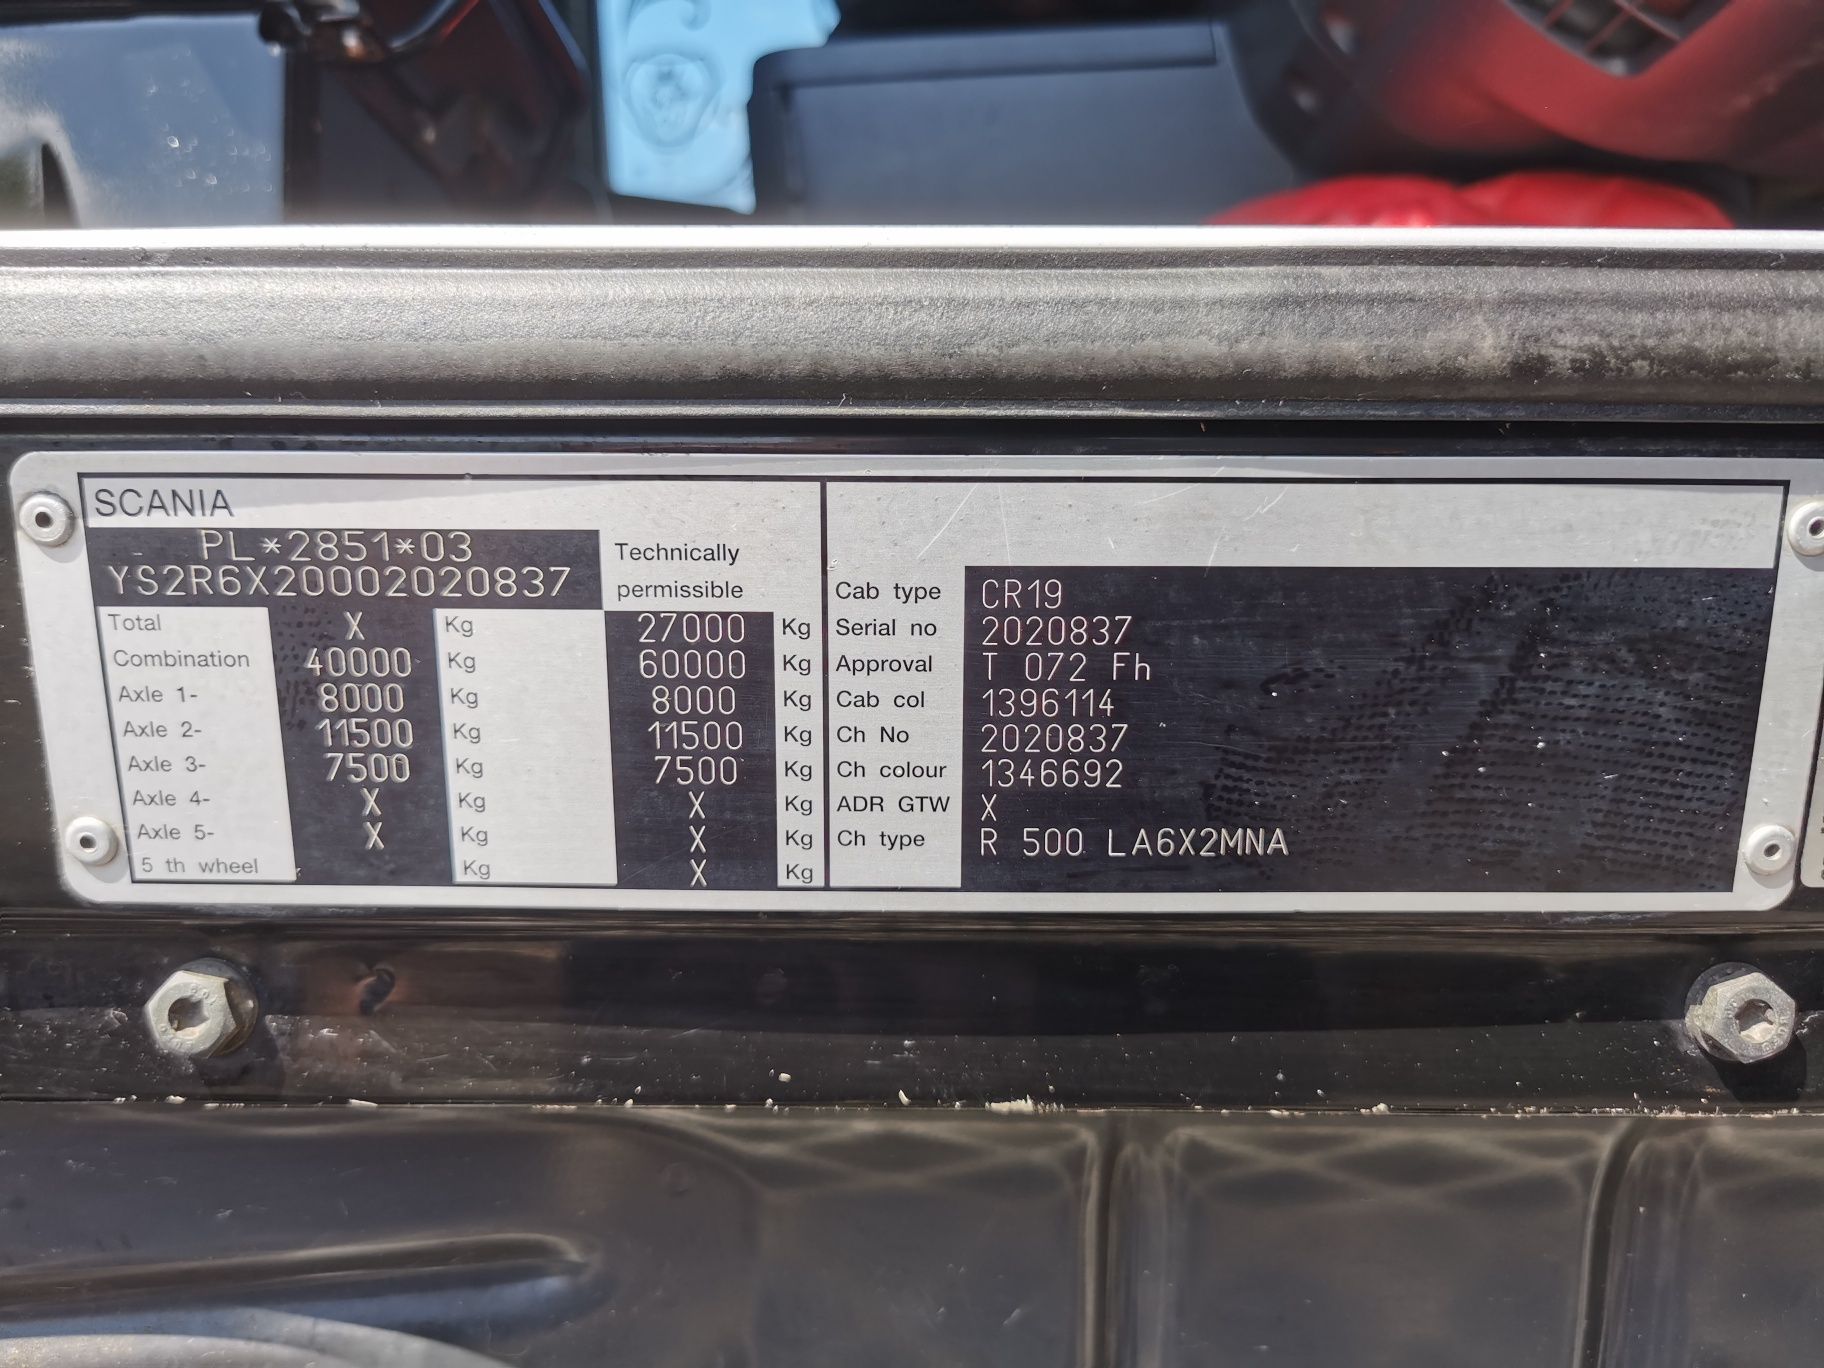 SCANIA
PL*2851*03
YS2R6X20002020837
Technically
permissible
Total X Kg 27000 Kg
Combination 40000 Kg 60000 Kg
Axle 1- 8000 Kg 8000 Kg
Axle 2- 11500 Kg 11500 Kg
Axle 3- 7500 Kg 7500 Kg
Axle 4- X Kg X Kg
Axle 5- X Kg X Kg
5 th wheel Kg X Kg
Cab type CR19
Serial no 2020837
Approval T 072 Fh
Cab col 1396114
Ch No 2020837
Ch colour 1346692
ADR GTW X
Ch type R 500 LA6X2MNA